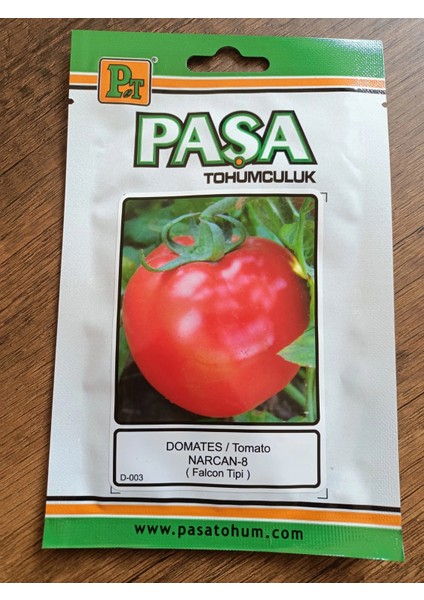 PT
PAŞA
TOHUMCULUK
DOMATES / Tomato
NARCAN-8
( Falcon Tipi )
D-003
www.pasatohum.com